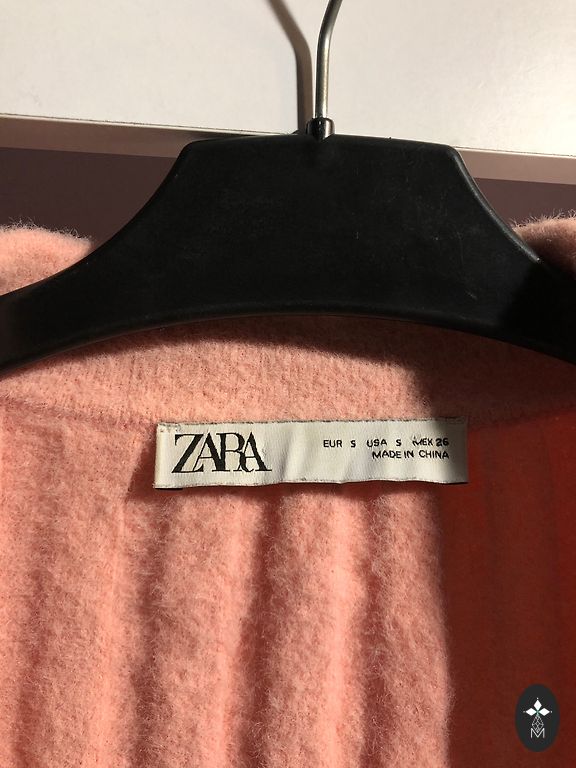 ZARA
EUR S USA S MEX 26
MADE IN CHINA
M